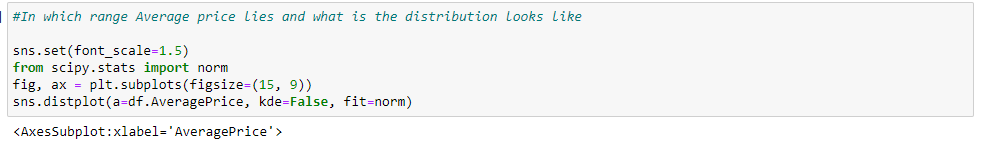 #In which range Average price lies and what is the distribution looks like
sns.set(font_scale=1.5)
from scipy.stats import norm
fig, ax = plt.subplots(figsize=(15, 9))
sns.distplot(a=df.AveragePrice, kde=False, fit=norm)
<AxesSubplot:xlabel='AveragePrice'>